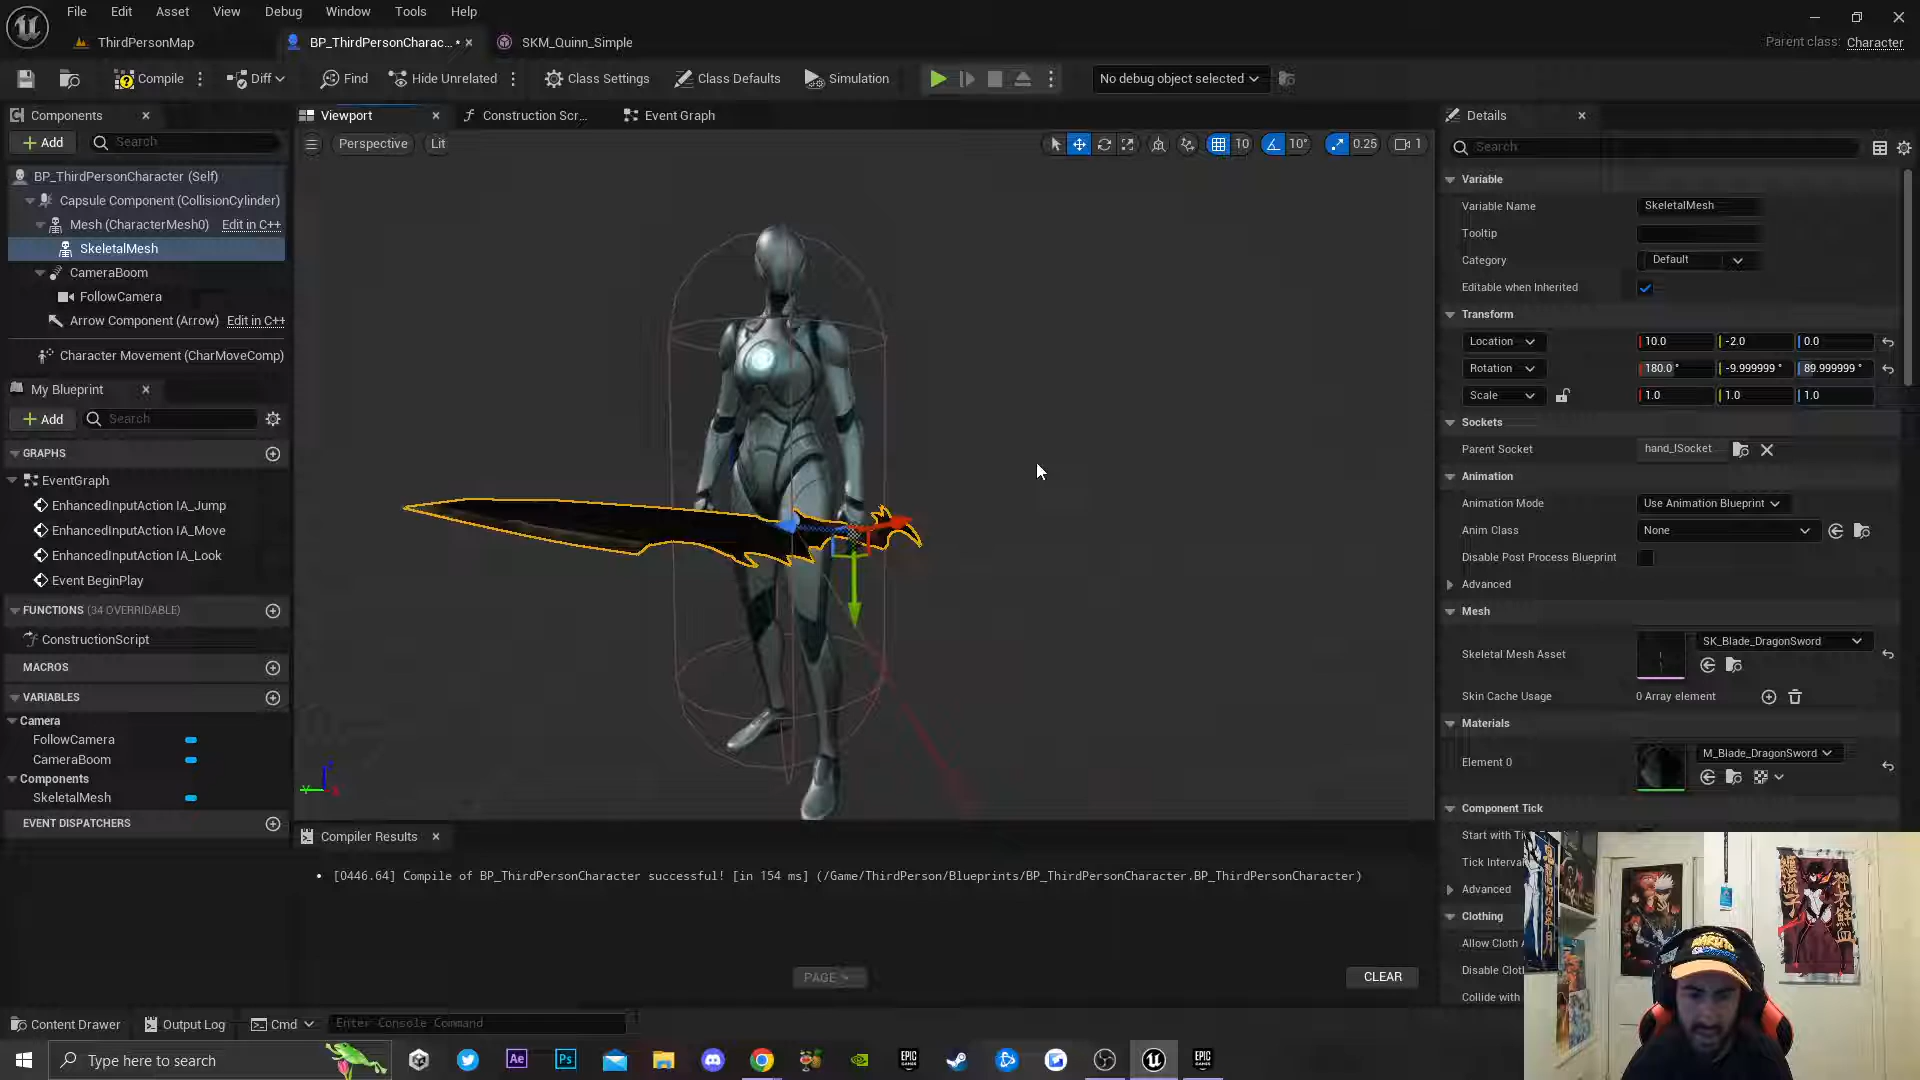 File Edit Asset View Debug Window Tools Help
ThirdPersonMap
BP_ThirdPersonCharac... •
SKM_Quinn_Simple
Parent class: Character
Compile
Diff
Find
Hide Unrelated
Class Settings
Class Defaults
Simulation
No debug object selected
Components
Add
Search
BP_ThirdPersonCharacter (Self)
Capsule Component (CollisionCylinder)
Mesh (CharacterMesh0) Edit in C++
SkeletalMesh
CameraBoom
FollowCamera
Arrow Component (Arrow) Edit in C++
Character Movement (CharMoveComp)
My Blueprint
Add
Search
GRAPHS
EventGraph
EnhancedInputAction IA_Jump
EnhancedInputAction IA_Move
EnhancedInputAction IA_Look
Event BeginPlay
FUNCTIONS (34 OVERRIDABLE)
ConstructionScript
MACROS
VARIABLES
Camera
FollowCamera
CameraBoom
Components
SkeletalMesh
EVENT DISPATCHERS
Viewport
Construction Scr...
Event Graph
Perspective
Lit
10
10°
0.25
1
Compiler Results
• [0446.64] Compile of BP_ThirdPersonCharacter successful! [in 154 ms] (/Game/ThirdPerson/Blueprints/BP_ThirdPersonCharacter.BP_ThirdPersonCharacter)
PAGE
CLEAR
Details
Search
Variable
Variable Name SkeletalMesh
Tooltip
Category Default
Editable when Inherited
Transform
Location 10.0 -2.0 0.0
Rotation 180.0 ° -9.999999 ° 89.999999 °
Scale 1.0 1.0 1.0
Sockets
Parent Socket hand_lSocket
Animation
Animation Mode Use Animation Blueprint
Anim Class None
Disable Post Process Blueprint
Advanced
Mesh
Skeletal Mesh Asset SK_Blade_DragonSword
Skin Cache Usage 0 Array element
Materials
Element 0 M_Blade_DragonSword
Component Tick
Start with Ti
Tick Interva
Advanced
Clothing
Allow Cloth
Disable Clot
Collide with
Content Drawer
Output Log
Cmd
Enter Console Command
Type here to search
Ae
Ps
EPIC GAMES
EPIC GAMES